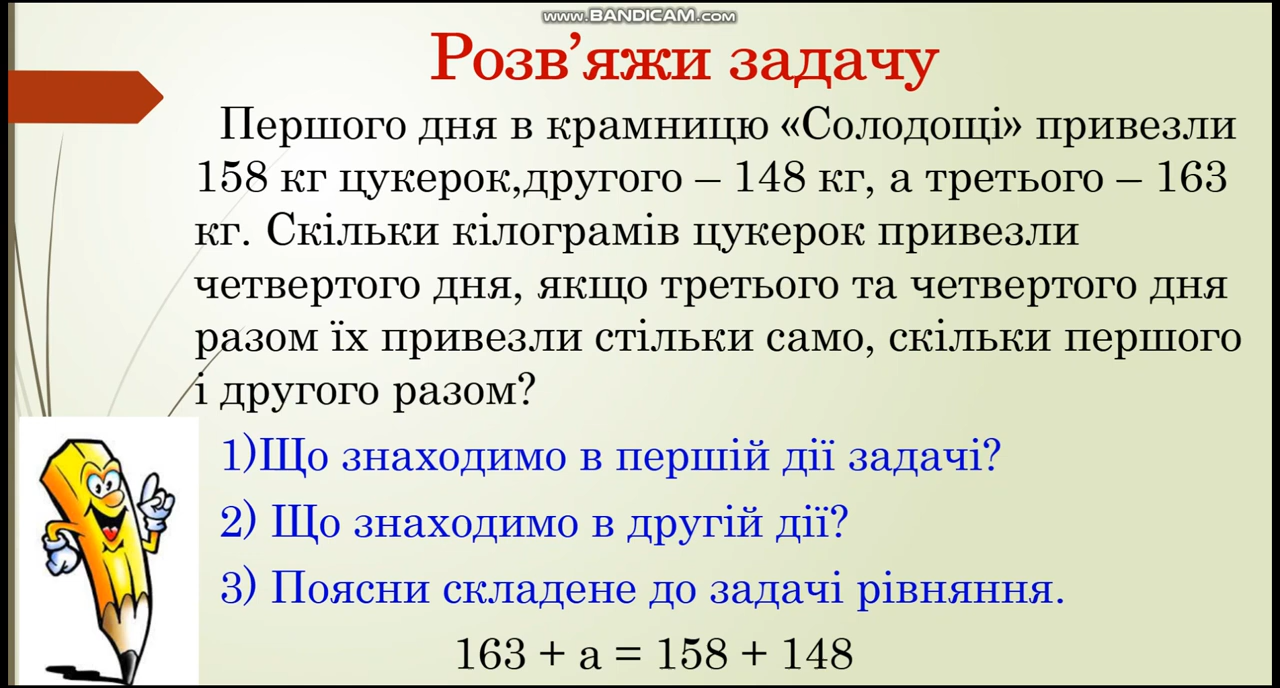 www.BANDICAM.com
Розв’яжи задачу
Першого дня в крамницю «Солодощі» привезли
158 кг цукерок,другого – 148 кг, а третього – 163
кг. Скільки кілограмів цукерок привезли
четвертого дня, якщо третього та четвертого дня
разом їх привезли стільки само, скільки першого
і другого разом?
1)Що знаходимо в першій дії задачі?
2) Що знаходимо в другій дії?
3) Поясни складене до задачі рівняння.
163 + а = 158 + 148